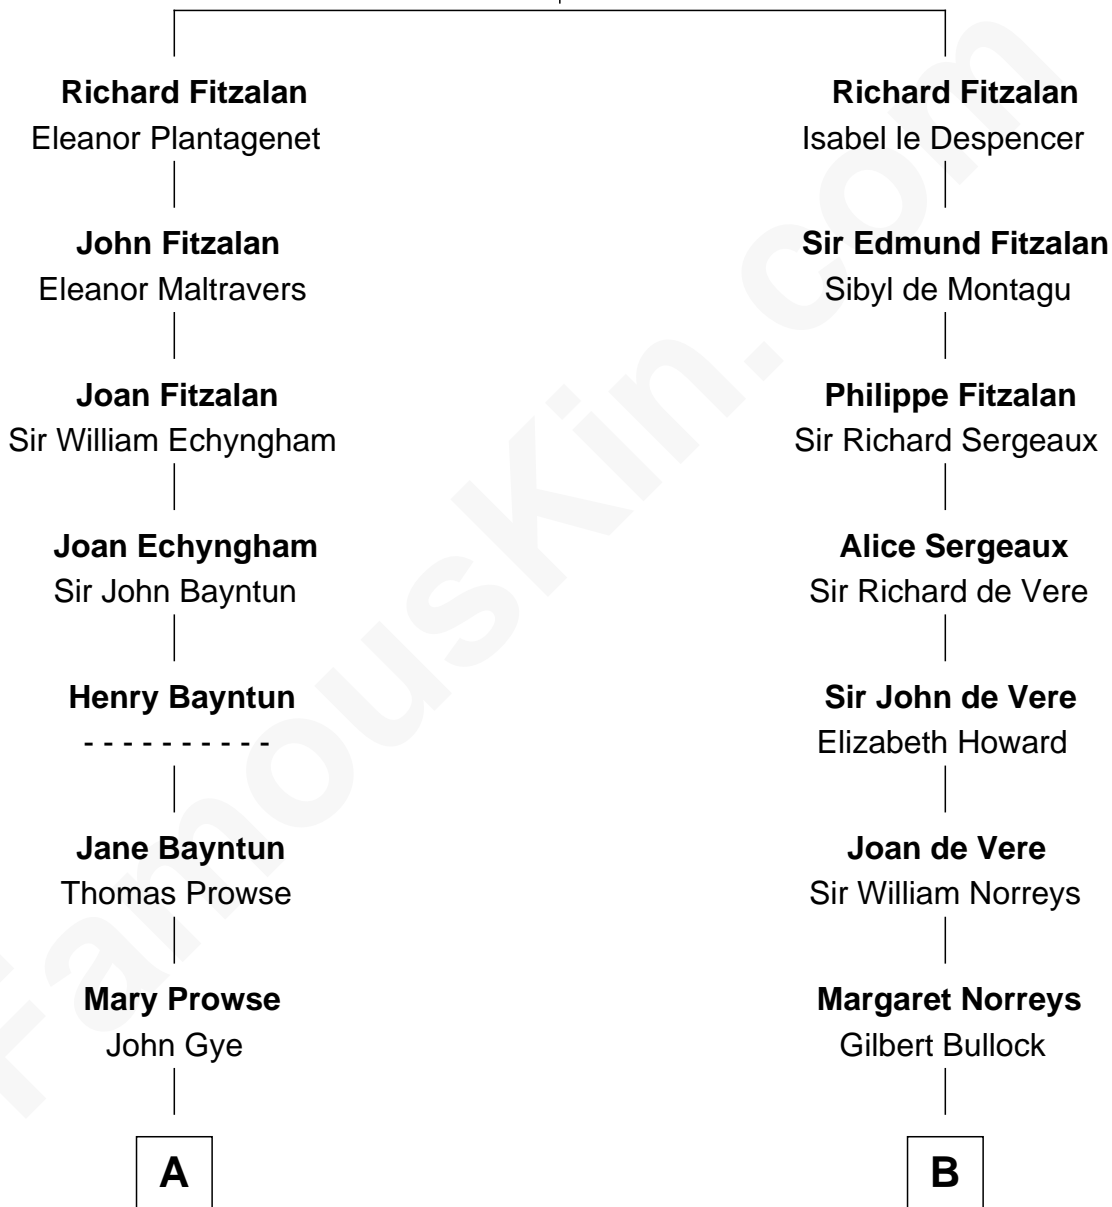 Richard Fitzalan
Eleanor Plantagenet
John Fitzalan
Eleanor Maltravers
Joan Fitzalan
Sir William Echyngham
Joan Echyngham
Sir John Bayntun
Henry Bayntun
- - - - - - - - - -
Jane Bayntun
Thomas Prowse
Mary Prowse
John Gye
A
Richard Fitzalan
Isabel le Despencer
Sir Edmund Fitzalan
Sibyl de Montagu
Philippe Fitzalan
Sir Richard Sergeaux
Alice Sergeaux
Sir Richard de Vere
Sir John de Vere
Elizabeth Howard
Joan de Vere
Sir William Norreys
Margaret Norreys
Gilbert Bullock
B
FamousKin.com